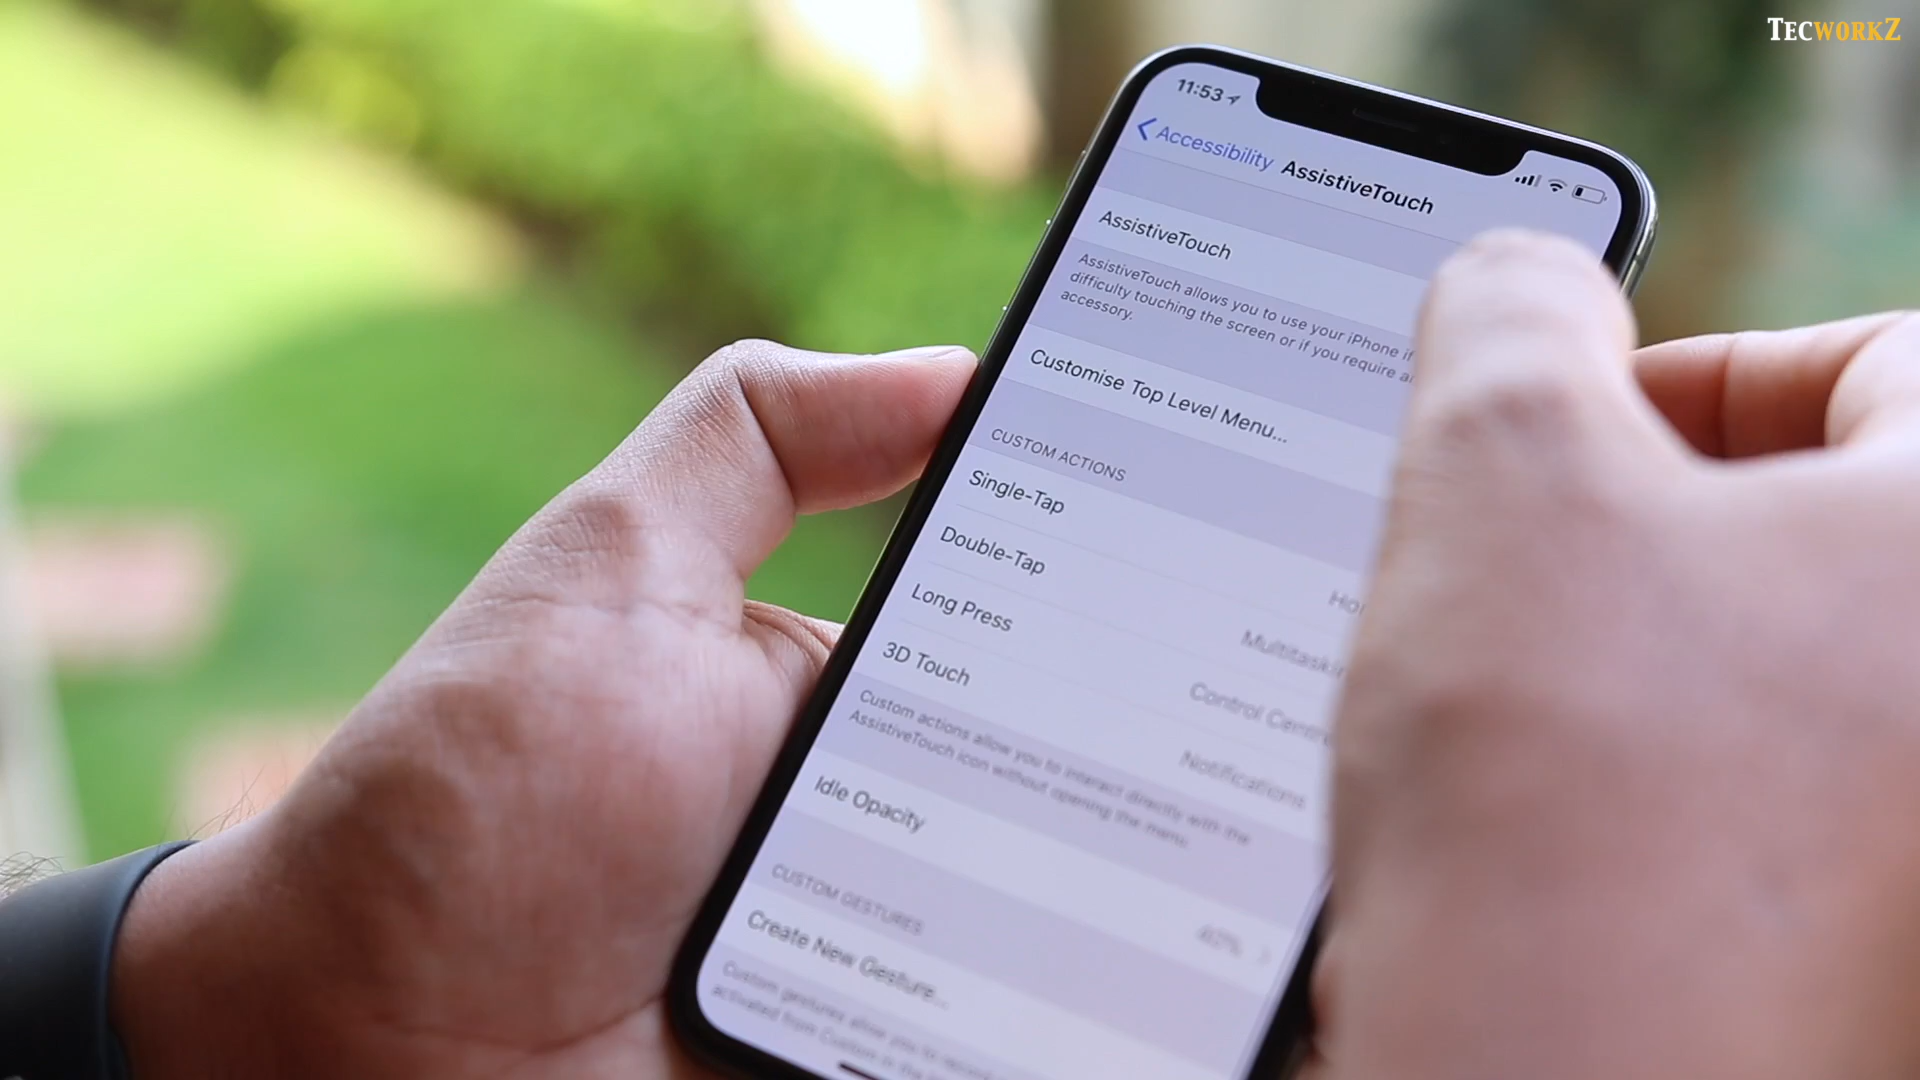 TECWORKZ
11:53
Accessibility AssistiveTouch
AssistiveTouch
AssistiveTouch allows you to use your iPhone if
difficulty touching the screen or if you require
accessory.
Customise Top Level Menu...
CUSTOM ACTIONS
Single-Tap
Double-Tap
Long Press
Control Centre
3D Touch
Notifications
Custom actions allow you to interact directly with the
AssistiveTouch icon without opening the menu.
Idle Opacity
40%
CUSTOM GESTURES
Create New Gesture...
Custom gestures allow you to record
activated from Custom in the